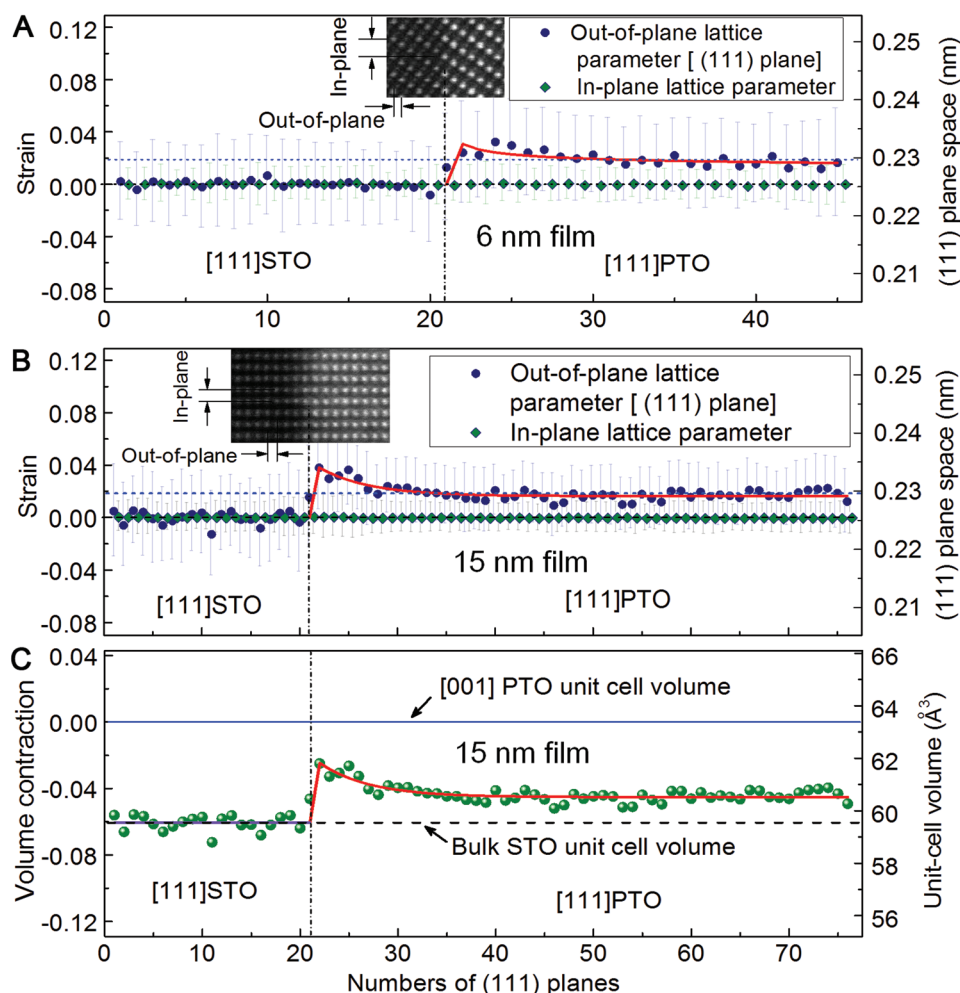 A
0.12
0.08
0.04
0.00
-0.04
-0.08
Strain
In-plane
Out-of-plane
Out-of-plane lattice
parameter [ (111) plane]
In-plane lattice parameter
0.25
0.24
0.23
0.22
0.21
(111) plane space (nm)
[111]STO
6 nm film
[111]PTO
0 10 20 30 40
B
0.12
0.08
0.04
0.00
-0.04
-0.08
Strain
In-plane
Out-of-plane
Out-of-plane lattice
parameter [ (111) plane]
In-plane lattice parameter
0.25
0.24
0.23
0.22
0.21
(111) plane space (nm)
[111]STO
15 nm film
[111]PTO
C
0.04
0.00
-0.04
-0.08
-0.12
Volume contraction
[001] PTO unit cell volume
15 nm film
Bulk STO unit cell volume
[111]STO
[111]PTO
66
64
62
60
58
56
Unit-cell volume (Å3)
0 10 20 30 40 50 60 70
Numbers of (111) planes